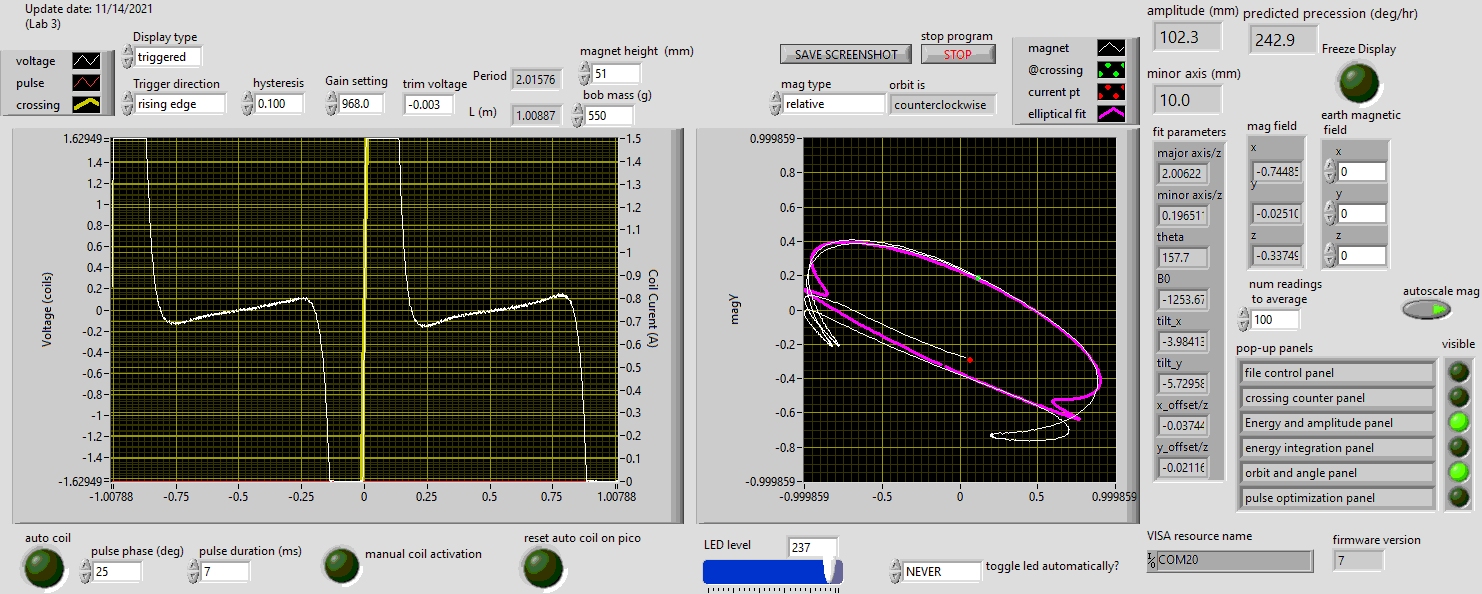 Update date: 11/14/2021
(Lab 3)
voltage
pulse
crossing
Display type
triggered
Trigger direction
rising edge
hysteresis
0.100
Gain setting
968.0
trim voltage
-0.003
Period 2.01576
L (m) 1.00887
magnet height (mm)
51
bob mass (g)
550
SAVE SCREENSHOT
stop program
STOP
mag type
relative
orbit is
counterclockwise
magnet
@crossing
current pt
elliptical fit
amplitude (mm)
102.3
predicted precession (deg/hr)
242.9
minor axis (mm)
10.0
Freeze Display
Voltage (coils)
1.62949
1.4
1.2
1
0.8
0.6
0.4
0.2
0
-0.2
-0.4
-0.6
-0.8
-1
-1.2
-1.4
-1.62949
-1.00788 -0.75 -0.5 -0.25 0 0.25 0.5 0.75 1.00788
1.5
1.4
1.3
1.2
1.1
1
0.9
0.8
0.7
0.6
0.5
0.4
0.3
0.2
0.1
0
Coil Curent (A)
magy
0.999859
0.8
0.6
0.4
0.2
0
-0.2
-0.4
-0.6
-0.8
-0.999859
-0.999859 -0.5 0 0.5 0.999859
fit parameters
major axis/z
2.00622
minor axis/z
0.19651
theta
157.7
B0
-1253.67
tilt_x
-3.98413
tilt_y
-5.72958
x_offset/z
-0.03744
y_offset/z
-0.02116
mag field
x
-0.74485
y
-0.02510
z
-0.33749
earth magnetic
field
x
0
y
0
z
0
num readings
to average
100
autoscale mag
pop-up panels
visible
file control panel
crossing counter panel
Energy and amplitude panel
energy integration panel
orbit and angle panel
pulse optimization panel
auto coil
pulse phase (deg)
25
pulse duration (ms)
7
manual coil activation
reset auto coil on pico
LED level
237
NEVER
toggle led automatically?
VISA resource name
COM20
firmware version
7